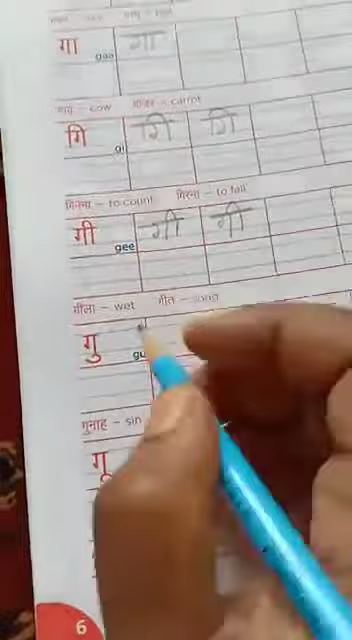 गा gaa गा
गाय - cow गाजर - carrot
गि gi गि गि
गिनना - to count गिरना - to fall
गी gee गी गी
गीला - wet गीत - song
गु gu
गुनाह - sin
गू
6